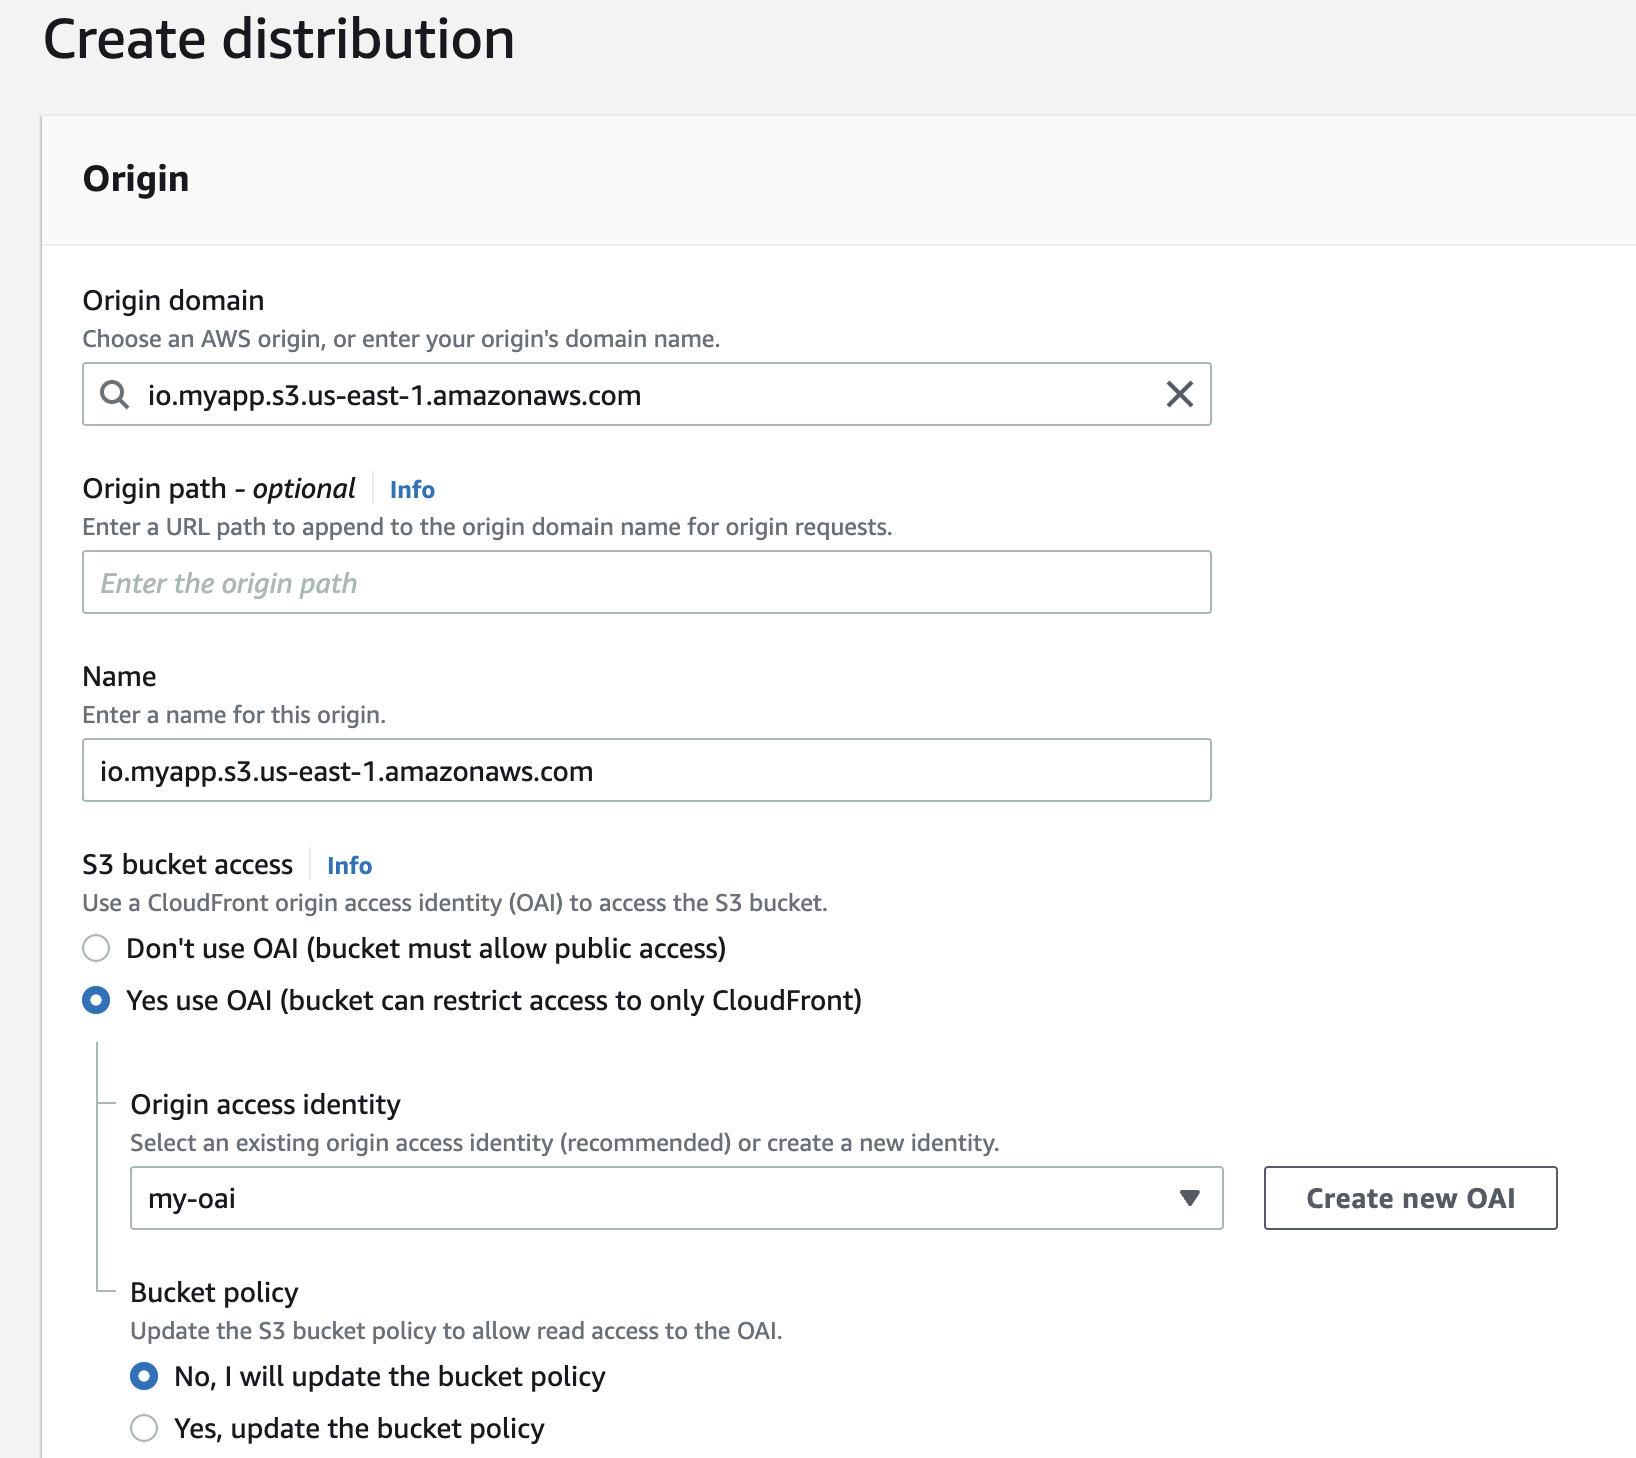 Create distribution
Origin
Origin domain
Choose an AWS origin, or enter your origin's domain name.
io.myapp.s3.us-east-1.amazonaws.com
Origin path - optional Info
Enter a URL path to append to the origin domain name for origin requests.
Enter the origin path
Name
Enter a name for this origin.
io.myapp.s3.us-east-1.amazonaws.com
S3 bucket access Info
Use a CloudFront origin access identity (OAI) to access the S3 bucket.
Don't use OAI (bucket must allow public access)
Yes use OAI (bucket can restrict access to only CloudFront)
Origin access identity
Select an existing origin access identity (recommended) or create a new identity.
my-oai
Create new OAI
Bucket policy
Update the S3 bucket policy to allow read access to the OAI.
No, I will update the bucket policy
Yes, update the bucket policy